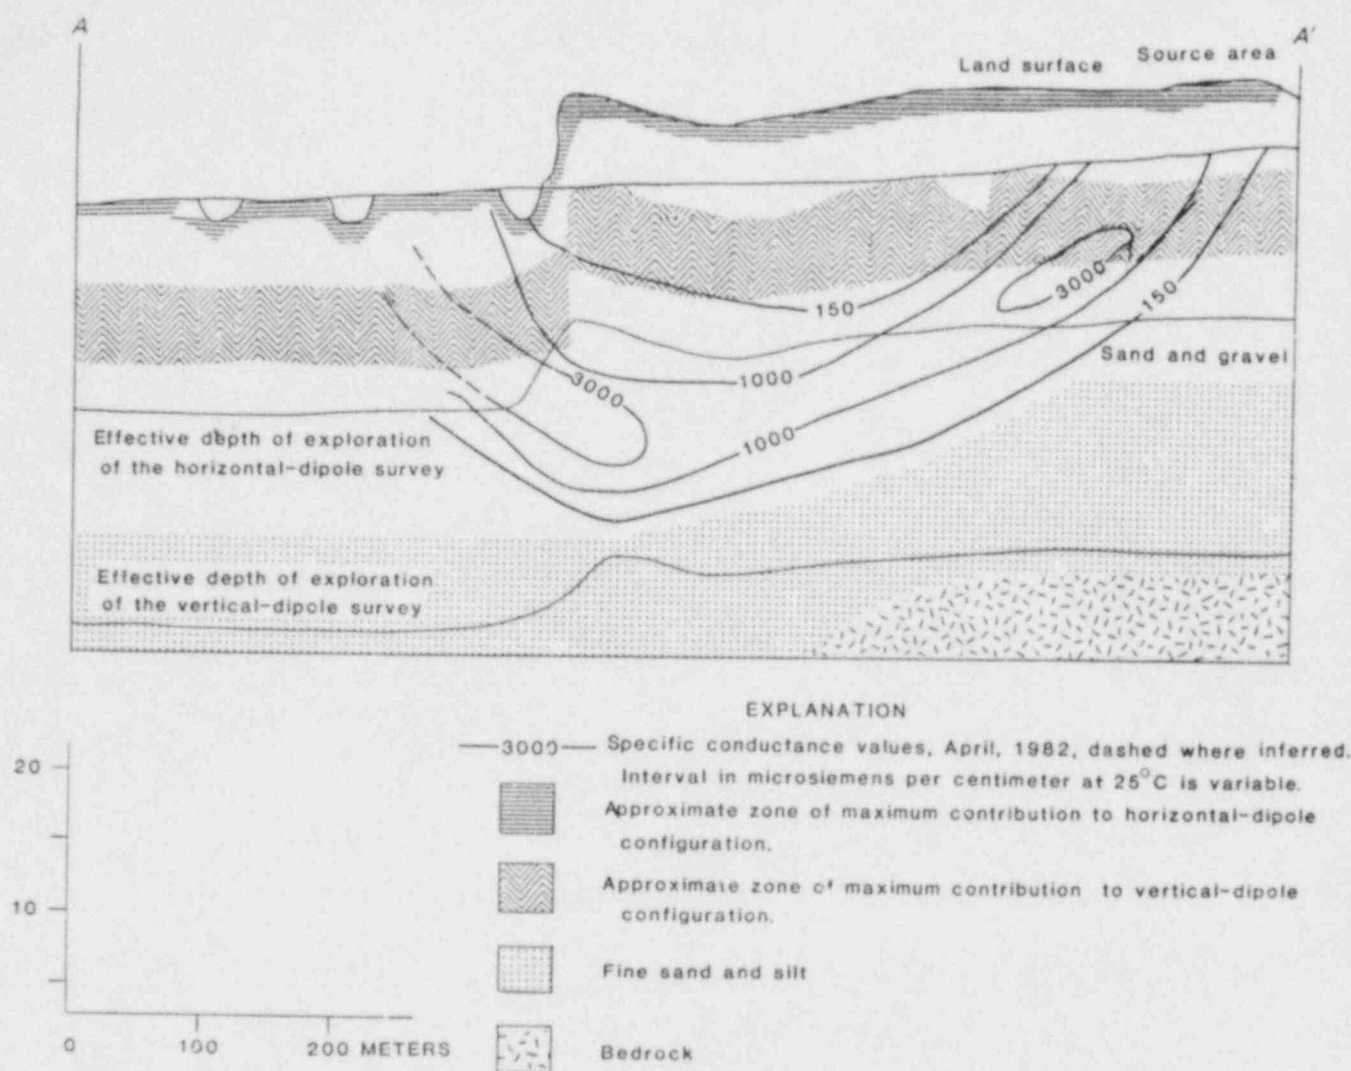 A
A'
Source area
Land surface
150
3000
150
1000
3000
1000
Sand and gravel
Effective depth of exploration
of the horizontal-dipole survey
Effective depth of exploration
of the vertical-dipole survey
EXPLANATION
3000 Specific conductance values, April, 1982, dashed where inferred.
Interval in microsiemens per centimeter at 25°C is variable.
Approximate zone of maximum contribution to horizontal-dipole
configuration.
Approximate zone of maximum contribution to vertical-dipole
configuration.
Fine sand and silt
Bedrock
20
10
0 100 200 METERS